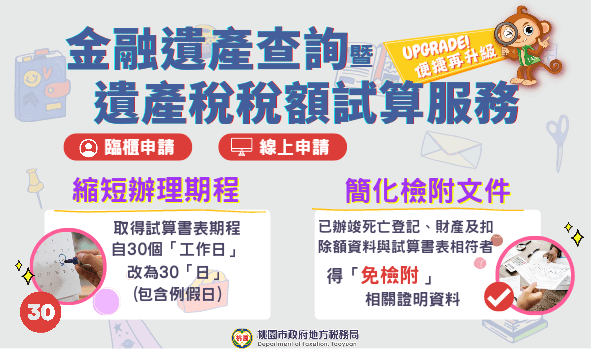 金融遺產查詢暨
UPGRADE!
便捷再升級
遺產稅稅額試算服務
臨櫃申請
線上申請
縮短辦理期程
取得試算書表期程
自30個「工作日」
改為30「日」
(包含例假日)
30
簡化檢附文件
已辦竣死亡登記、財產及扣
除額資料與試算書表相符者
得「免檢附」
相關證明資料
桃園市政府地方稅務局
Department of Taxation, Taoyuan